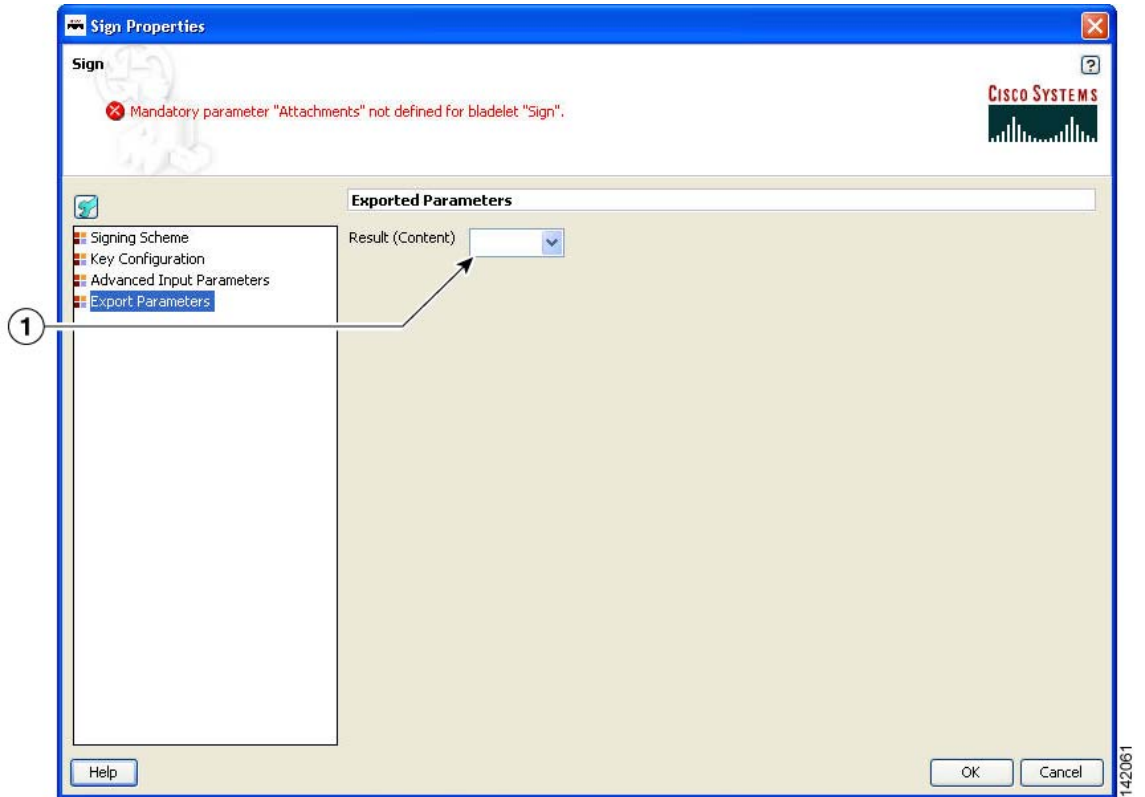 Sign Properties
Sign
Mandatory parameter "Attachments" not defined for bladelet "Sign".
CISCO SYSTEMS
Exported Parameters
Signing Scheme
Key Configuration
Advanced Input Parameters
Export Parameters
Result (Content)
1
Help
OK
Cancel
142061
?